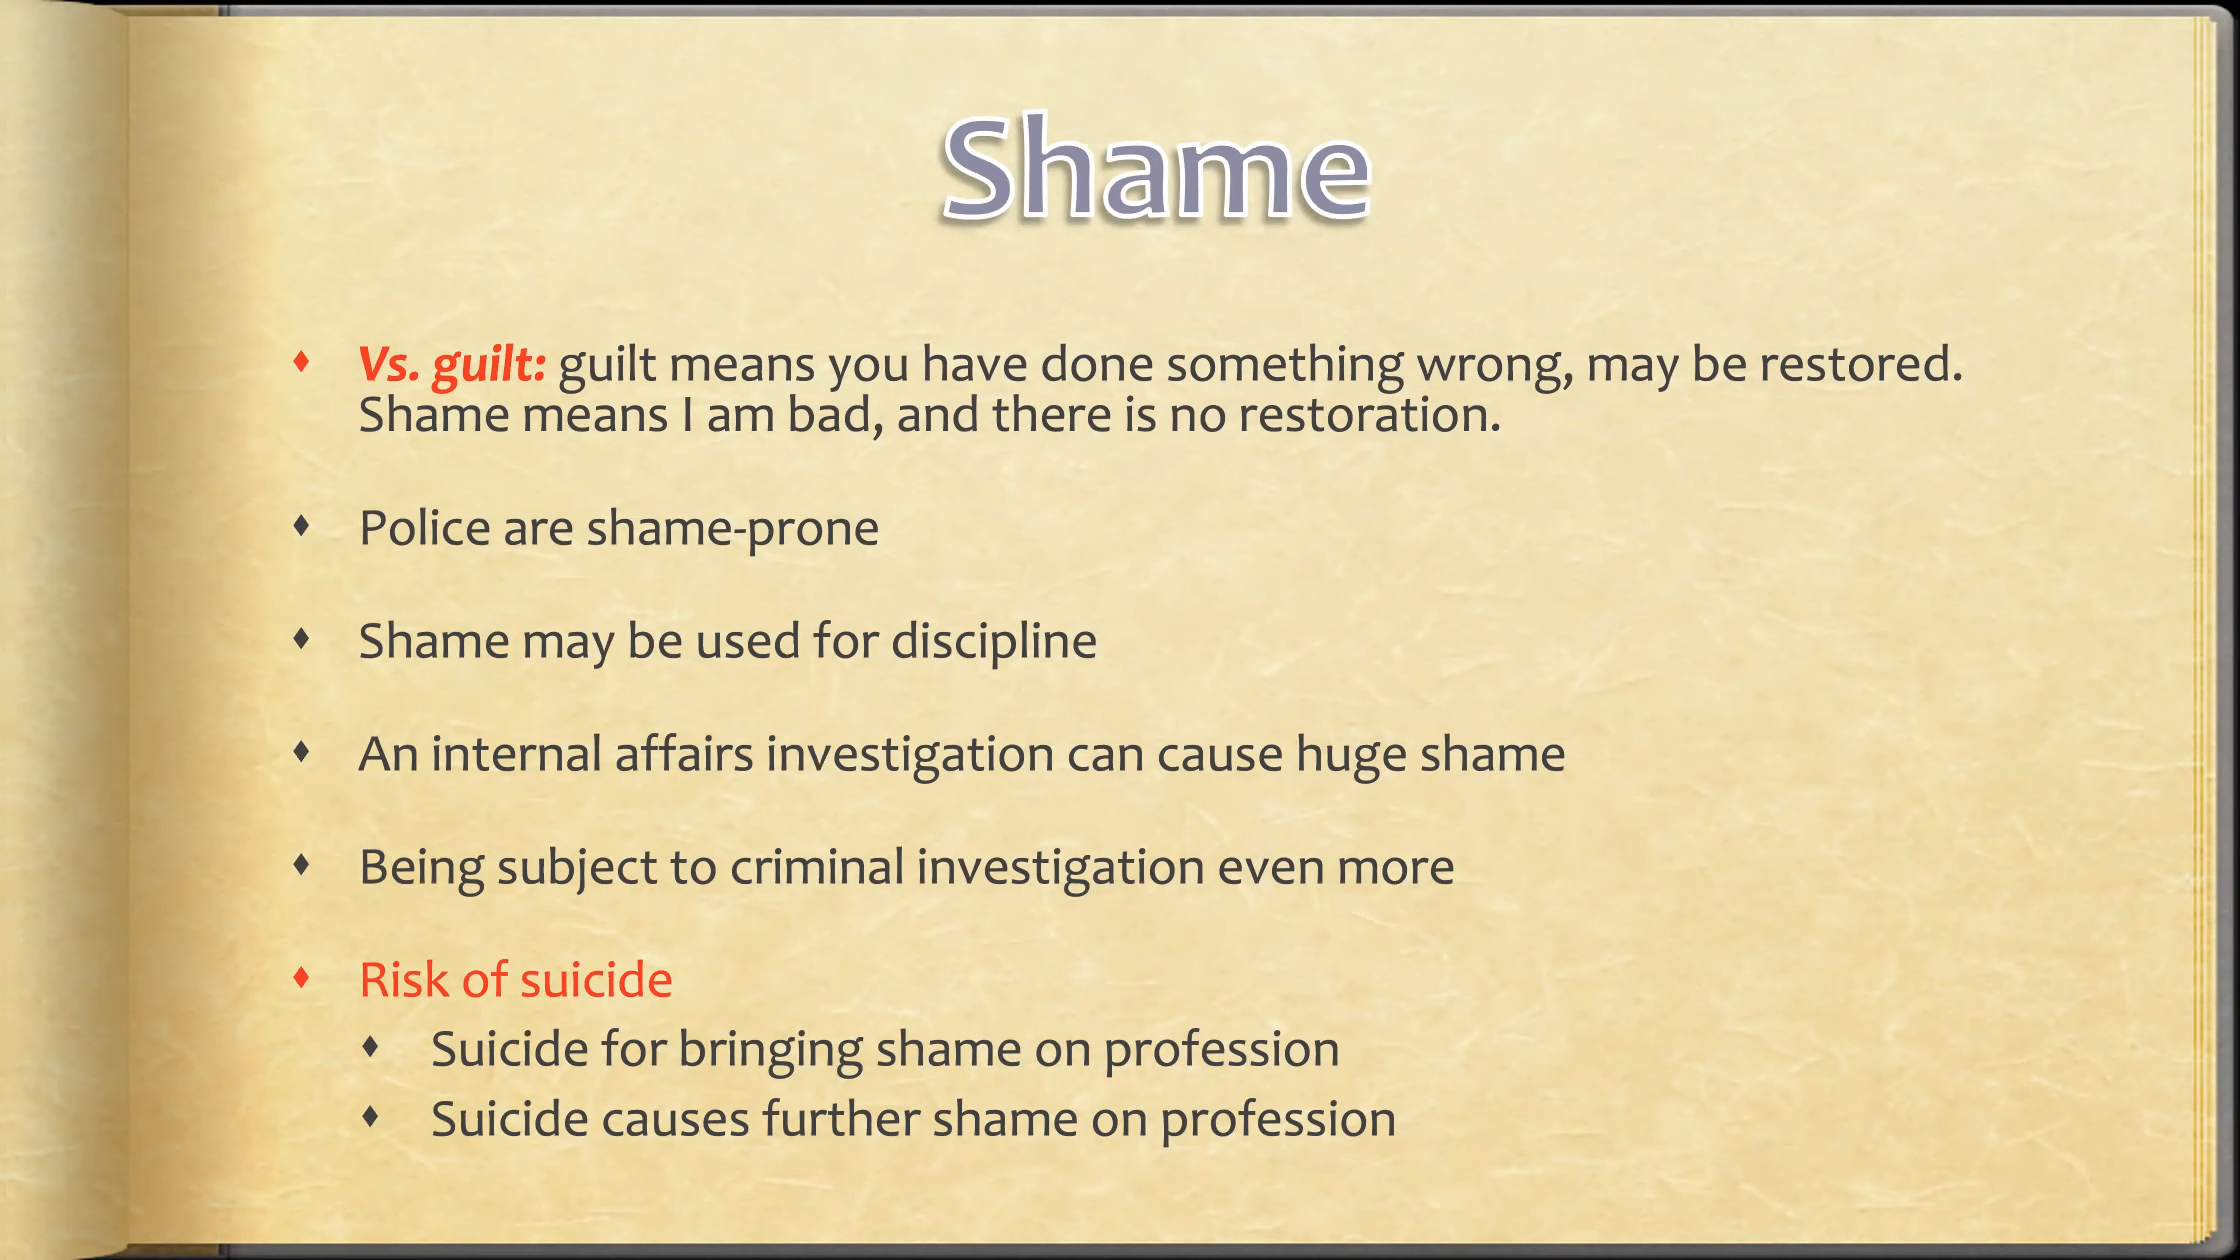 Shame
Vs. guilt: guilt means you have done something wrong, may be restored.
Shame means I am bad, and there is no restoration.
Police are shame-prone
Shame may be used for discipline
An internal affairs investigation can cause huge shame
Being subject to criminal investigation even more
Risk of suicide
Suicide for bringing shame on profession
Suicide causes further shame on profession